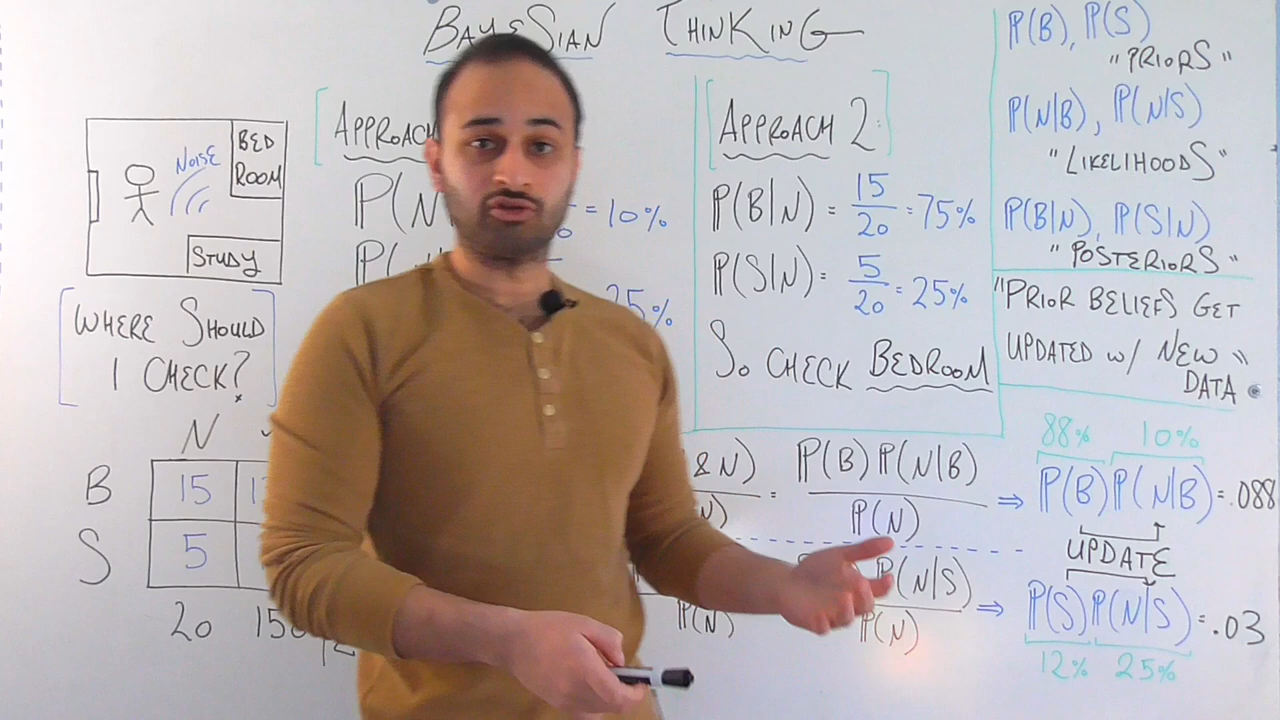 BAYESIAN THINKING
NOISE
BED
ROOM
STUDY
WHERE SHOULD
I CHECK?
N
B 15
S 5
20
APPROACH
P(N
= 10%
P(
25%
APPROACH 2:
P(B|N) = 15/20 = 75%
P(S|N) = 5/20 = 25%
SO CHECK BEDROOM
&N) = P(B)P(N|B)
P(N)
⇒ P(B)P(N|B) = .088
88% 10%
UPDATE
P(N|S)
P(N) P(N)
⇒ P(S)P(N|S) = .03
12% 25%
P(B), P(S)
"PRIORS"
P(N|B), P(N|S)
"LIKELIHOODS"
P(B|N), P(S|N)
"POSTERIORS"
"PRIOR BELIEFS GET
UPDATED w/ NEW
DATA"